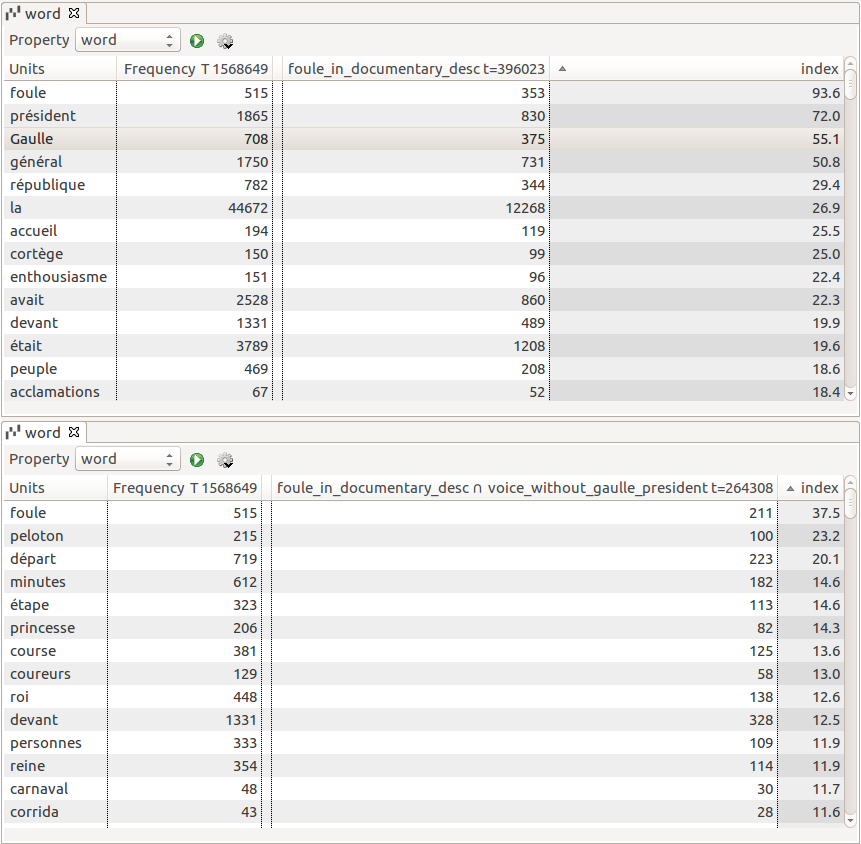 word
Property word
Units Frequency T 1568649 foule_in_documentary_desc t=396023 index
foule 515 353 93.6
président 1865 830 72.0
Gaulle 708 375 55.1
général 1750 731 50.8
république 782 344 29.4
la 44672 12268 26.9
accueil 194 119 25.5
cortège 150 99 25.0
enthousiasme 151 96 22.4
avait 2528 860 22.3
devant 1331 489 19.9
était 3789 1208 19.6
peuple 469 208 18.6
acclamations 67 52 18.4
word
Property word
Units Frequency T 1568649 foule_in_documentary_desc ∩ voice_without_gaulle_president t=264308 index
foule 515 211 37.5
peloton 215 100 23.2
départ 719 223 20.1
minutes 612 182 14.6
étape 323 113 14.6
princesse 206 82 14.3
course 381 125 13.6
coureurs 129 58 13.0
roi 448 138 12.6
devant 1331 328 12.5
personnes 333 109 11.9
reine 354 114 11.9
carnaval 48 30 11.7
corrida 43 28 11.6